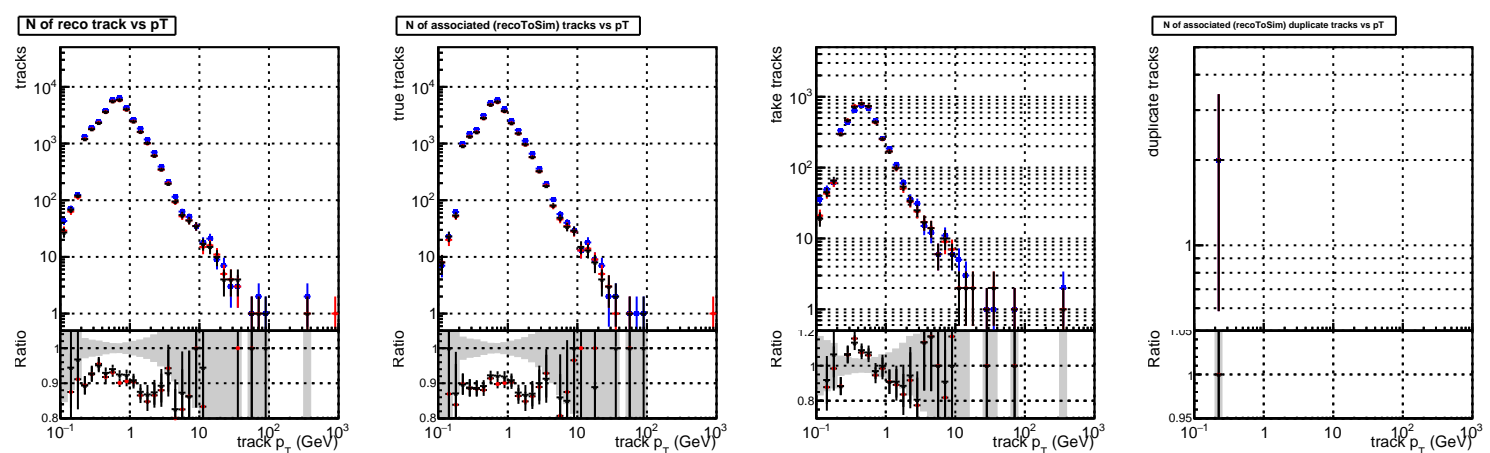 N of reco track vs pT
tracks
10^4
10^3
10^2
10
1
Ratio
1
0.9
0.8
10^-1 1 10 10^2 10^3
track p_T (GeV)
N of associated (recoToSim) tracks vs pT
true tracks
10^4
10^3
10^2
10
1
Ratio
1
0.9
0.8
10^-1 1 10 10^2 10^3
track p_T (GeV)
fake tracks
10^3
10^2
10
1
Ratio
1.2
1
0.8
10^-1 1 10 10^2 10^3
track p_T (GeV)
N of associated (recoToSim) duplicate tracks vs pT
duplicate tracks
1
Ratio
1.05
1
0.95
10^-1 1 10 10^2 10^3
track p_T (GeV)